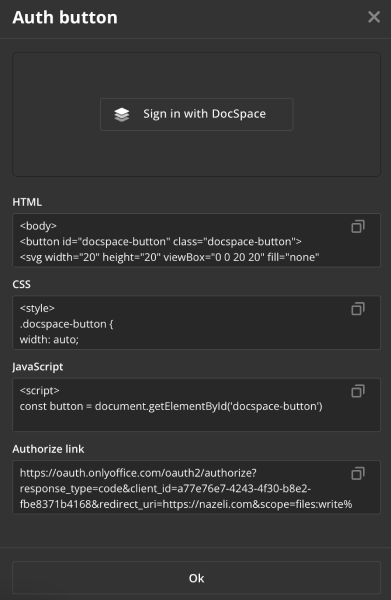 Auth button
Sign in with DocSpace
HTML
<body>
<button id="docspace-button" class="docspace-button">
<svg width="20" height="20" viewBox="0 0 20 20" fill="none"
CSS
<style>
.docspace-button {
width: auto;
JavaScript
<script>
const button = document.getElementById('docspace-button')
Authorize link
https://oauth.onlyoffice.com/oauth2/authorize?
response_type=code&client_id=a77e76e7-4243-4f30-b8e2-
fbe8371b4168&redirect_uri=https://nazeli.com&scope=files:write%
Ok